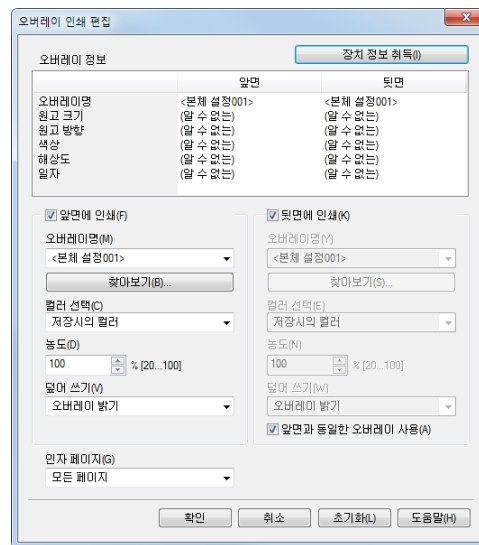 오버레이 인쇄 편집
오버레이 정보
장치 정보 취득(I)
앞면 뒷면
오버레이명 <본체 설정001> <본체 설정001>
원고 크기 (알 수 없는) (알 수 없는)
원고 방향 (알 수 없는) (알 수 없는)
색상 (알 수 없는) (알 수 없는)
해상도 (알 수 없는) (알 수 없는)
일자 (알 수 없는) (알 수 없는)
앞면에 인쇄(F)
오버레이명(M)
<본체 설정001>
찾아보기(B)...
컬러 선택(C)
저장시의 컬러
농도(D)
100 % [20...100]
덮어 쓰기(V)
오버레이 밝기
뒷면에 인쇄(K)
오버레이명(Y)
<본체 설정001>
찾아보기(S)...
컬러 선택(E)
저장시의 컬러
농도(N)
100 % [20...100]
덮어 쓰기(W)
오버레이 밝기
앞면과 동일한 오버레이 사용(A)
인자 페이지(G)
모든 페이지
확인 취소 초기화(L) 도움말(H)